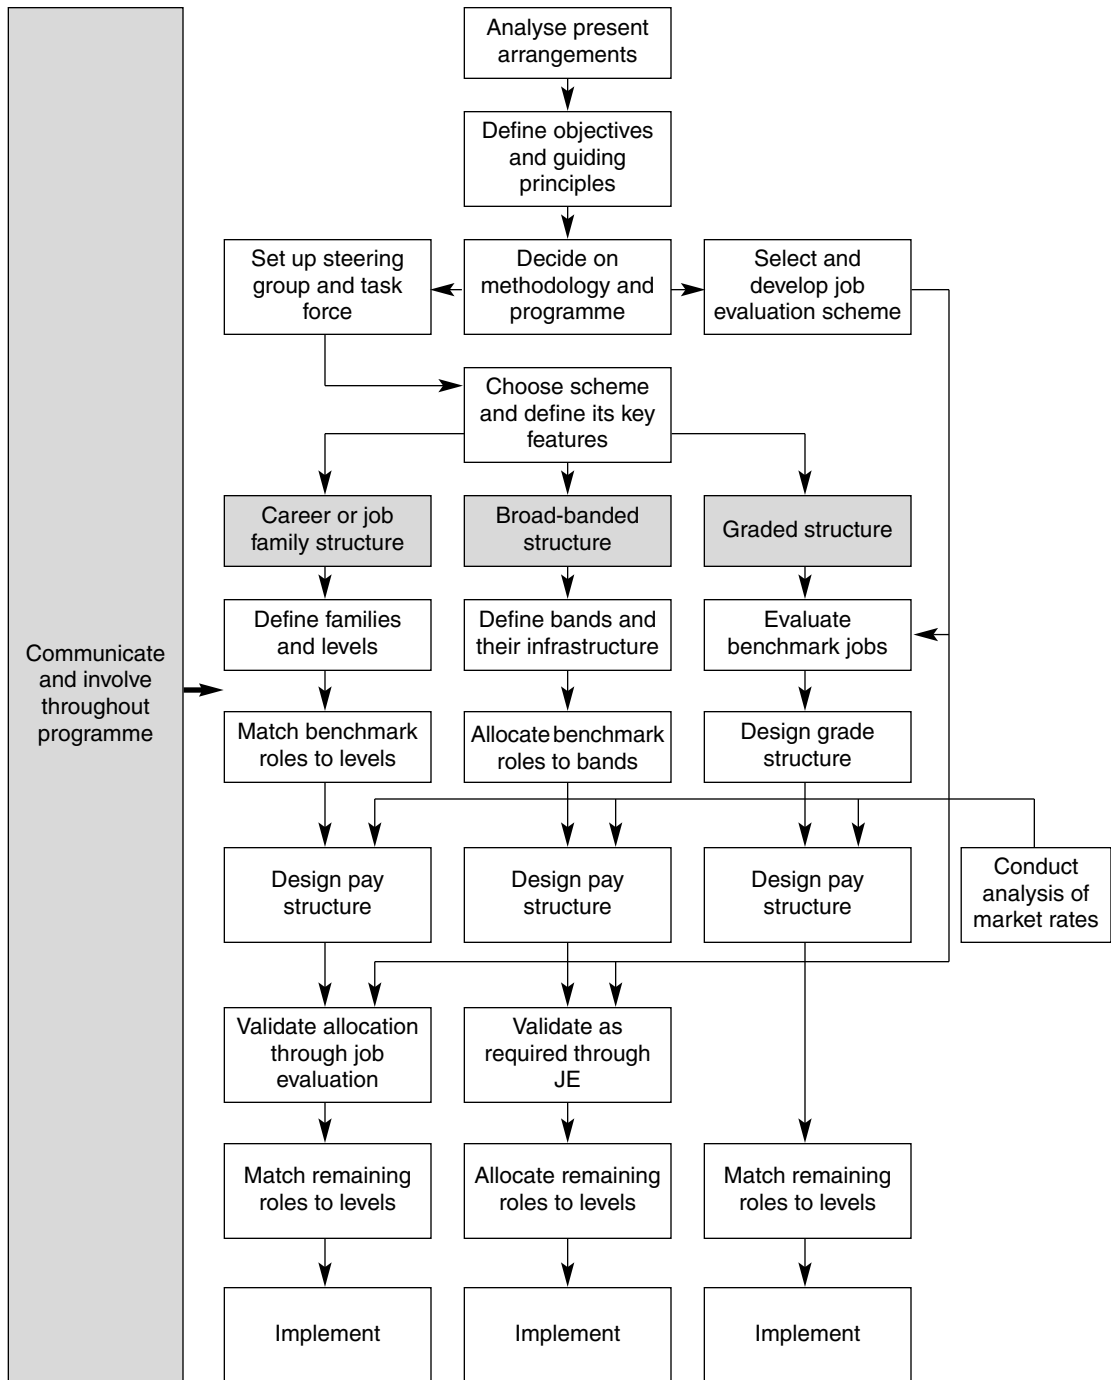 Analyse present
arrangements
Define objectives
and guiding
principles
Set up steering
group and task
force
Decide on
methodology and
programme
Select and
develop job
evaluation scheme
Choose scheme
and define its key
features
Career or job
family structure
Broad-banded
structure
Graded structure
Define families
and levels
Define bands and
their infrastructure
Evaluate
benchmark jobs
Communicate
and involve
throughout
programme
Match benchmark
roles to levels
Allocate benchmark
roles to bands
Design grade
structure
Design pay
structure
Design pay
structure
Design pay
structure
Conduct
analysis of
market rates
Validate allocation
through job
evaluation
Validate as
required through
JE
Match remaining
roles to levels
Allocate remaining
roles to levels
Match remaining
roles to levels
Implement
Implement
Implement